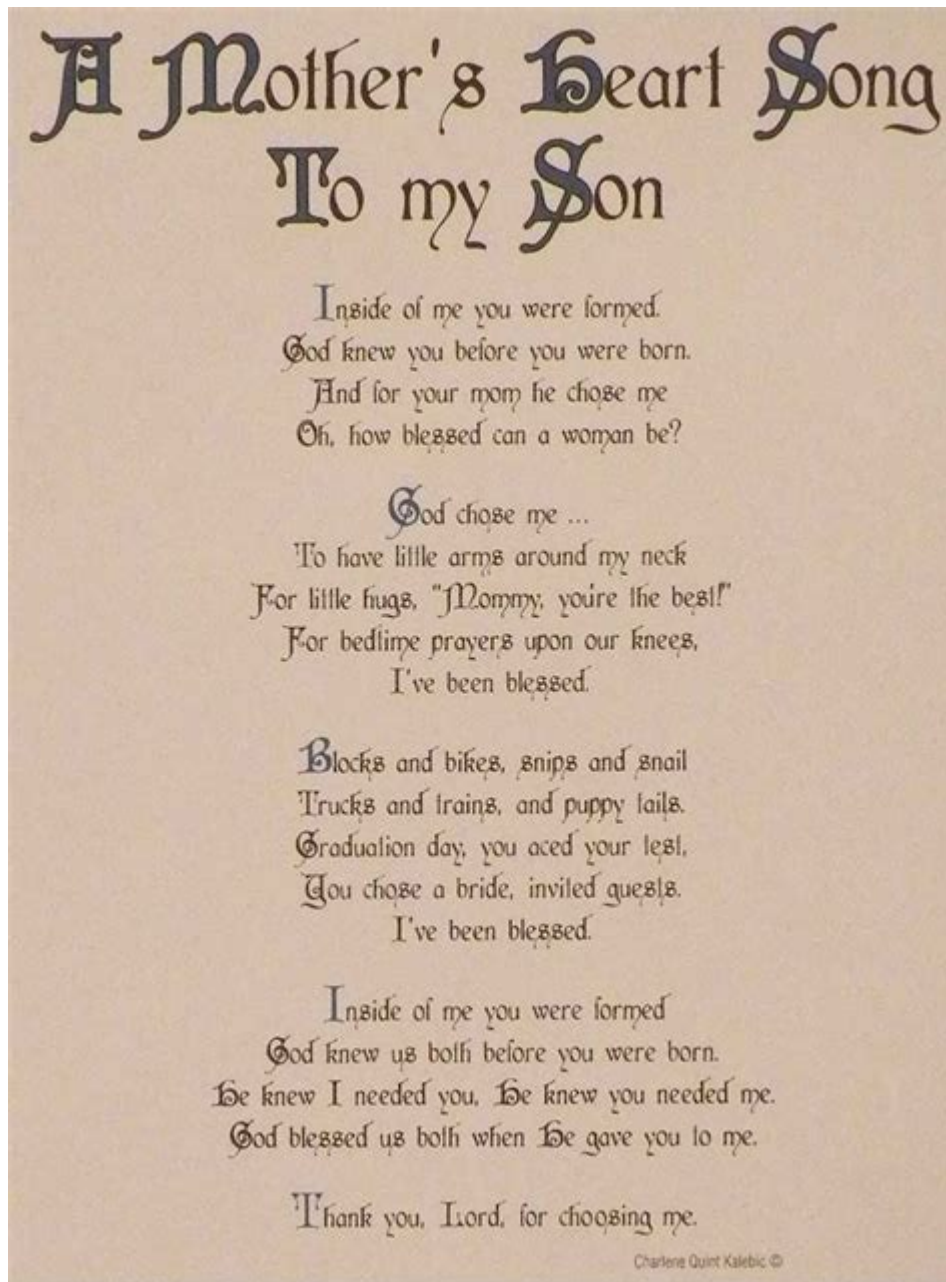 A Mother's Heart Song
To my Son
Inside of me you were formed.
God knew you before you were born.
And for your mom he chose me
Oh, how blessed can a woman be?
God chose me ...
To have little arms around my neck
For little hugs, "Mommy, you're the best!"
For bedtime prayers upon our knees,
I've been blessed.
Blocks and bikes, snips and snail
Trucks and trains, and puppy tails.
Graduation day, you aced your test,
You chose a bride, invited guests.
I've been blessed.
Inside of me you were formed
God knew us both before you were born.
He knew I needed you, He knew you needed me.
God blessed us both when He gave you to me.
Thank you, Lord, for choosing me.
Charlene Quint Kalebic ©